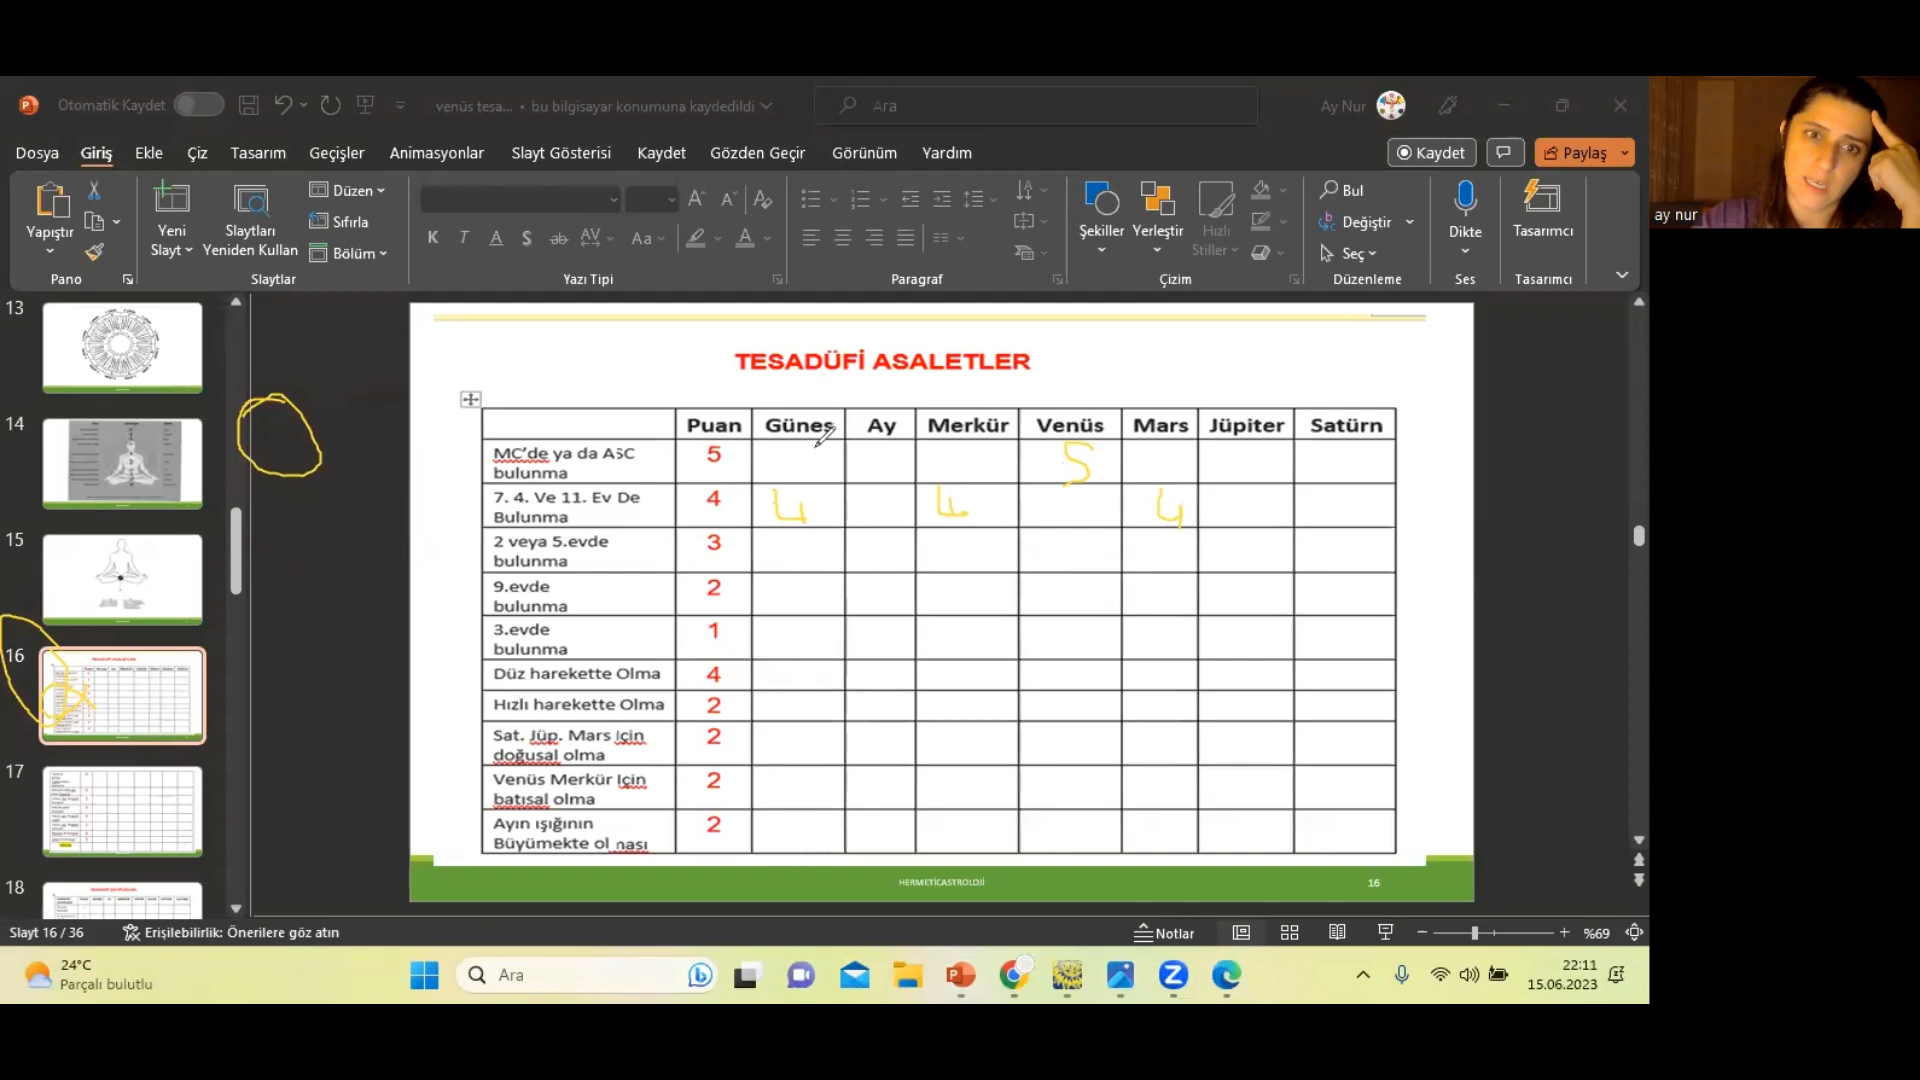 Otomatik Kaydet
venüs tesa... • bu bilgisayar konumuna kaydedildi
Ara
Ay Nur
Dosya Giriş Ekle Çiz Tasarım Geçişler Animasyonlar Slayt Gösterisi Kaydet Gözden Geçir Görünüm Yardım
Kaydet
Paylaş
Yapıştır
Pano
Yeni
Slayt
Slaytları
Yeniden Kullan
Düzen
Sıfırla
Bölüm
Slaytlar
Yazı Tipi
Paragraf
Şekiller
Yerleştir
Hızlı
Stiller
Çizim
Bul
Değiştir
Seç
Düzenleme
Dikte
Ses
Tasarımcı
Tasarımcı
ay nur
13
14
15
16
17
18
TESADÜFİ ASALETLER
Puan Güneş Ay Merkür Venüs Mars Jüpiter Satürn
MC'de ya da ASC
bulunma
5 5
7. 4. Ve 11. Ev De
Bulunma
4 4 4 4
2 veya 5.evde
bulunma
3
9.evde
bulunma
2
3.evde
bulunma
1
Düz harekette Olma 4
Hızlı harekette Olma 2
Sat. Jüp. Mars İçin
doğusal olma
2
Venüs Merkür İçin
batısal olma
2
Ayın ışığının
Büyümekte ol ması
2
HERMETİCASTROLOJİ
16
Slayt 16 / 36
Erişilebilirlik: Önerilere göz atın
Notlar
%69
24°C
Parçalı bulutlu
Ara
22:11
15.06.2023